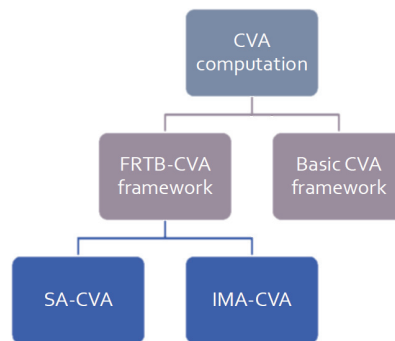 CVA
computation
FRTB-CVA
framework
Basic CVA
framework
SA-CVA
IMA-CVA